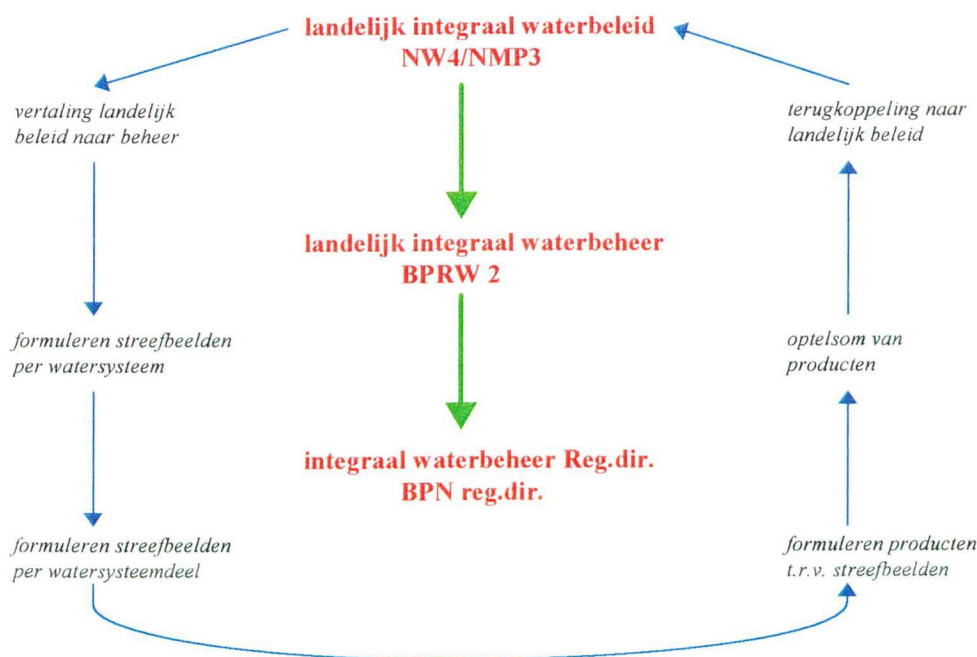 landelijk integraal waterbeleid
NW4/NMP3
vertaling landelijk
beleid naar beheer
terugkoppeling naar
landelijk beleid
landelijk integraal waterbeheer
BPRW 2
formuleren streefbeelden
per watersysteem
optelsom van
producten
integraal waterbeheer Reg.dir.
BPN reg.dir.
formuleren streefbeelden
per watersysteemdeel
formuleren producten
t.r.v. streefbeelden